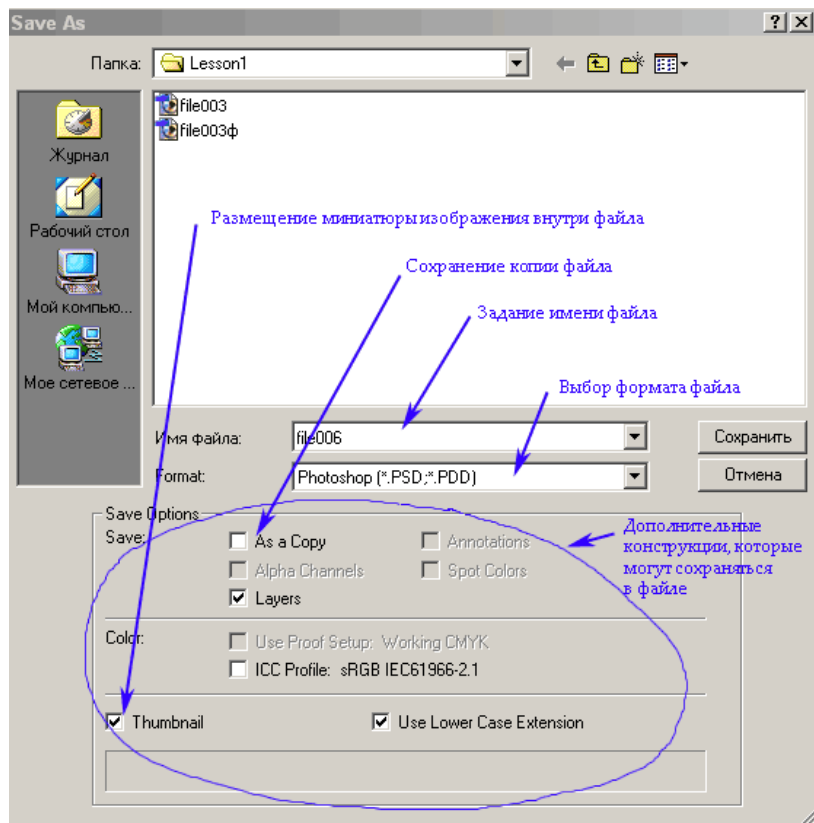 Save As
Папка:
Lesson1
file003
file003ф
Журнал
Рабочий стол
Мой компью...
Мое сетевое ...
Размещение миниатюры изображения внутри файла
Сохранение копии файла
Задание имени файла
Выбор формата файла
Имя файла:
file006
Сохранить
Format:
Photoshop (*.PSD;*.PDD)
Отмена
Save Options
Save:
As a Copy
Annotations
Alpha Channels
Spot Colors
Layers
Дополнительные
конструкции, которые
могут сохраняться
в файле
Color:
Use Proof Setup: Working CMYK
ICC Profile: sRGB IEC61966-2.1
Thumbnail
Use Lower Case Extension